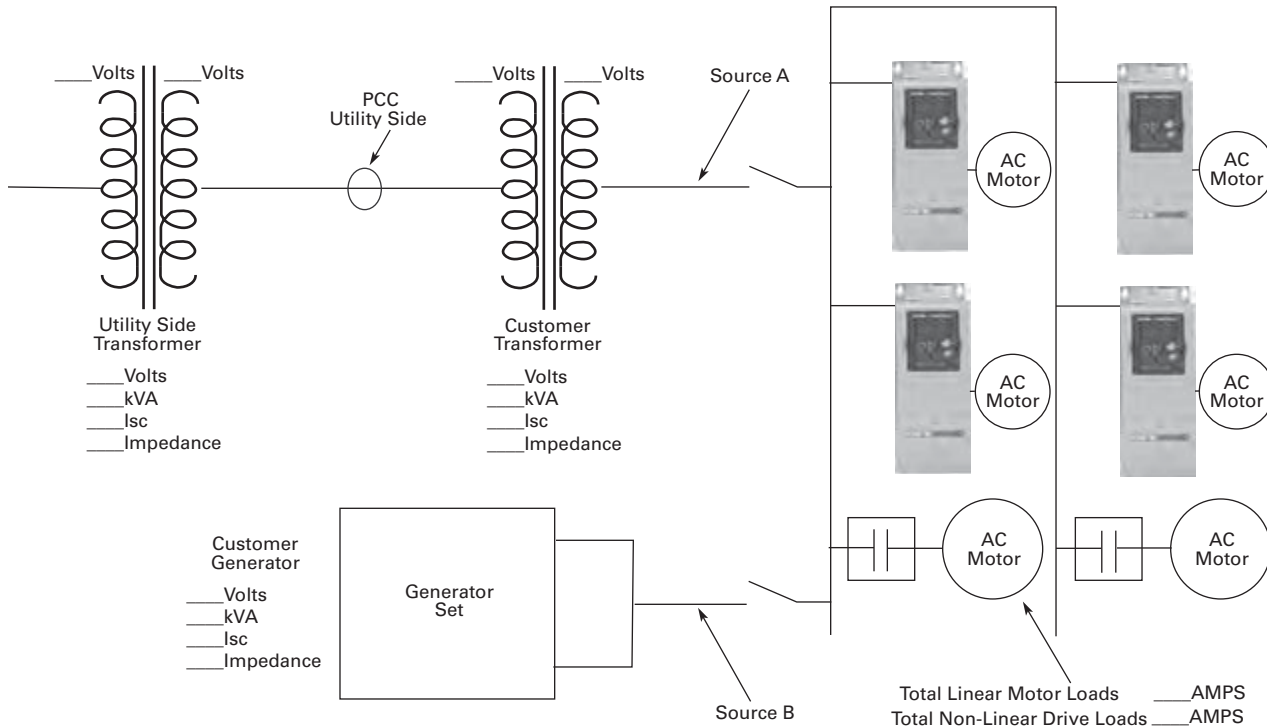 ____Volts ____Volts
PCC
Utility Side
____Volts ____Volts
Source A
AC
Motor
AC
Motor
Utility Side
Transformer
____Volts
____kVA
____Isc
____Impedance
Customer
Transformer
____Volts
____kVA
____Isc
____Impedance
AC
Motor
AC
Motor
Customer
Generator
____Volts
____kVA
____Isc
____Impedance
Generator
Set
Source B
AC
Motor
AC
Motor
Total Linear Motor Loads ____AMPS
Total Non-Linear Drive Loads ____AMPS